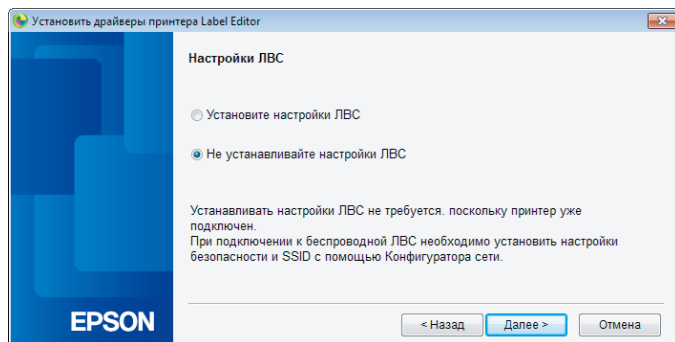 Установить драйверы принтера Label Editor
Настройки ЛВС
Установите настройки ЛВС
Не устанавливайте настройки ЛВС
Устанавливать настройки ЛВС не требуется. поскольку принтер уже
подключен.
При подключении к беспроводной ЛВС необходимо установить настройки
безопасности и SSID с помощью Конфигуратора сети.
EPSON
< Назад
Далее >
Отмена